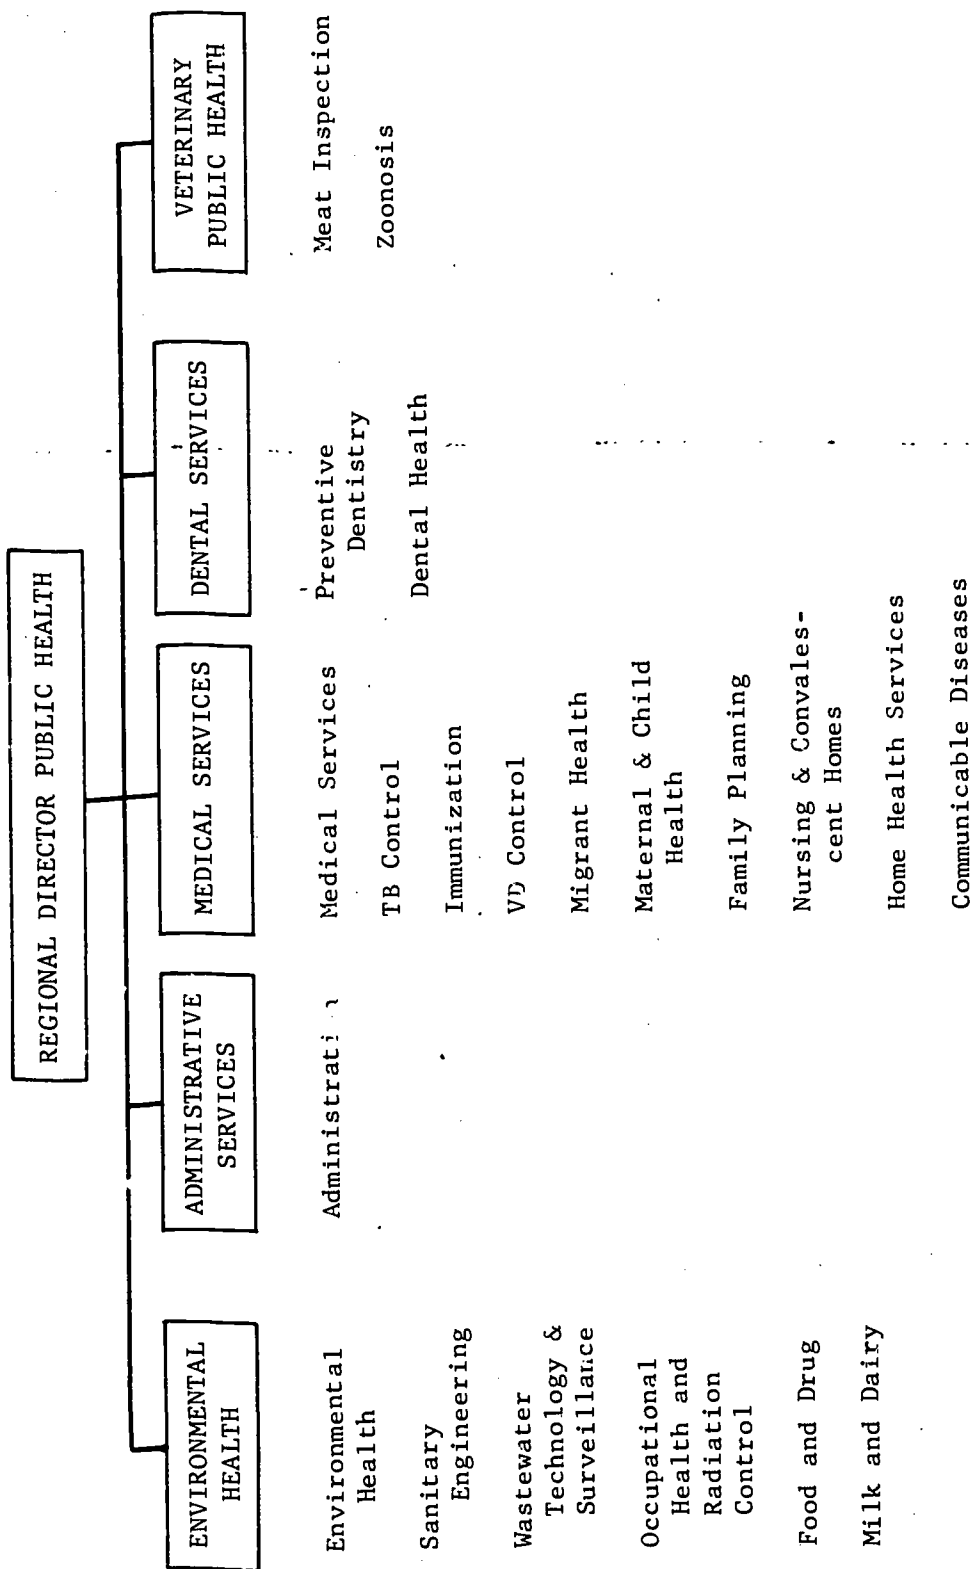 REGIONAL DIRECTOR PUBLIC HEALTH
ENVIRONMENTAL
HEALTH
Environmental
Health
Sanitary
Engineering
Wastewater
Technology &
Surveillance
Occupational
Health and
Radiation
Control
Food and Drug
Milk and Dairy
ADMINISTRATIVE
SERVICES
MEDICAL SERVICES
Medical Services
TB Control
Immunization
VD Control
Migrant Health
Maternal & Child
Health
Family Planning
Nursing & Convales-
cent Homes
Home Health Services
Communicable Diseases
DENTAL SERVICES
Preventive
Dentistry
Dental Health
VETERINARY
PUBLIC HEALTH
Meat Inspection
Zoonosis